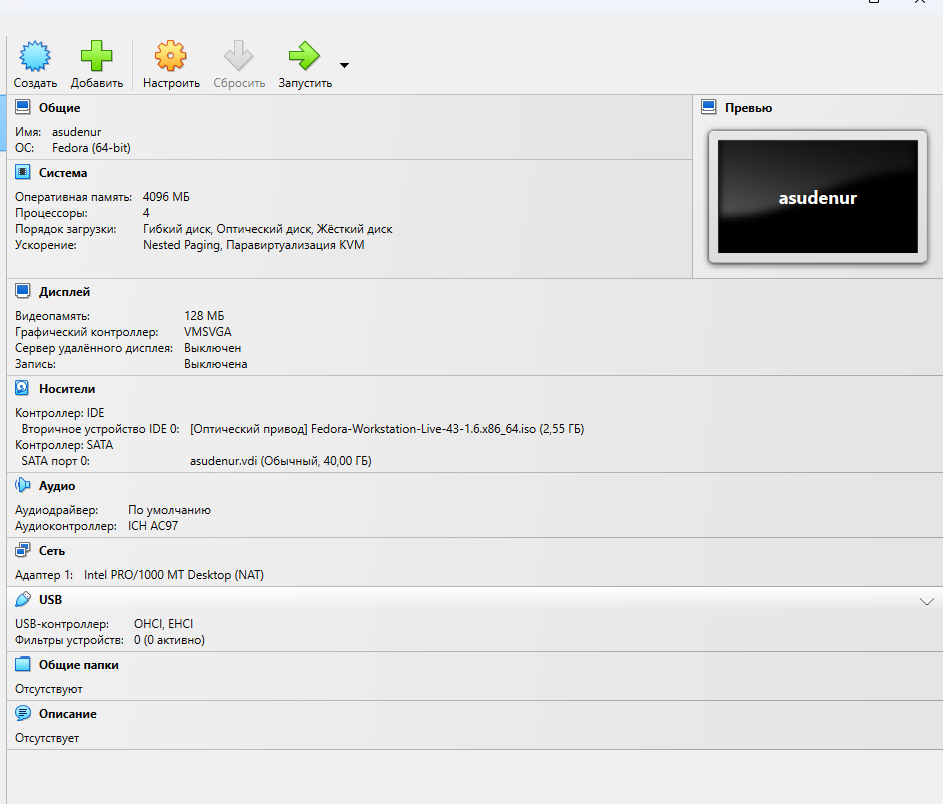 Создать Добавить Настроить Сбросить Запустить
Общие
Имя: asudenur
ОС: Fedora (64-bit)
Превью
asudenur
Система
Оперативная память: 4096 МБ
Процессоры: 4
Порядок загрузки: Гибкий диск, Оптический диск, Жёсткий диск
Ускорение: Nested Paging, Паравиртуализация KVM
Дисплей
Видеопамять: 128 МБ
Графический контроллер: VMSVGA
Сервер удалённого дисплея: Выключен
Запись: Выключена
Носители
Контроллер: IDE
Вторичное устройство IDE 0: [Оптический привод] Fedora-Workstation-Live-43-1.6.x86_64.iso (2,55 ГБ)
Контроллер: SATA
SATA порт 0: asudenur.vdi (Обычный, 40,00 ГБ)
Аудио
Аудиодрайвер: По умолчанию
Аудиоконтроллер: ICH AC97
Сеть
Адаптер 1: Intel PRO/1000 MT Desktop (NAT)
USB
USB-контроллер: OHCI, EHCI
Фильтры устройств: 0 (0 активно)
Общие папки
Отсутствуют
Описание
Отсутствует